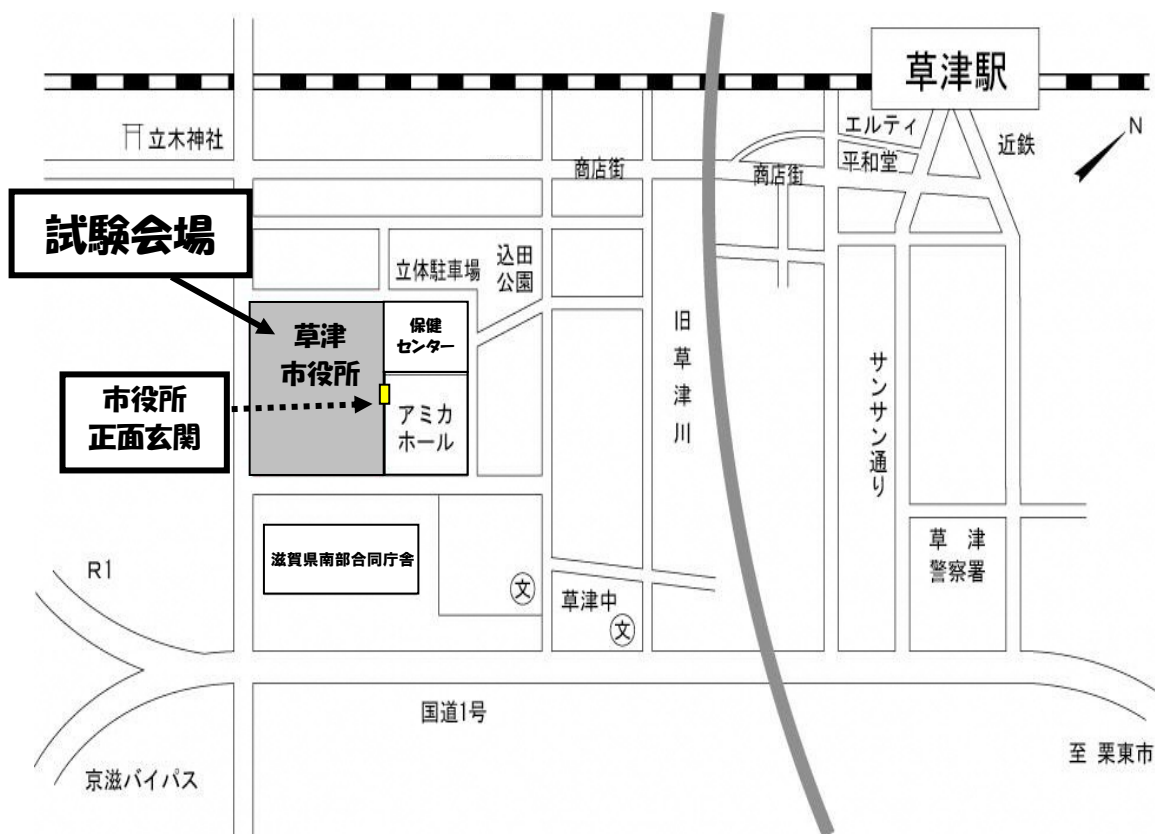 草津駅
N
エルティ
近鉄
平和堂
立木神社
商店街
商店街
試験会場
立体駐車場
込田
公園
草津
市役所
保健
センター
市役所
正面玄関
アミカ
ホール
旧草津川
サンサン通り
滋賀県南部合同庁舎
草津
警察署
R1
文
草津中
文
国道1号
至 栗東市
京滋バイパス